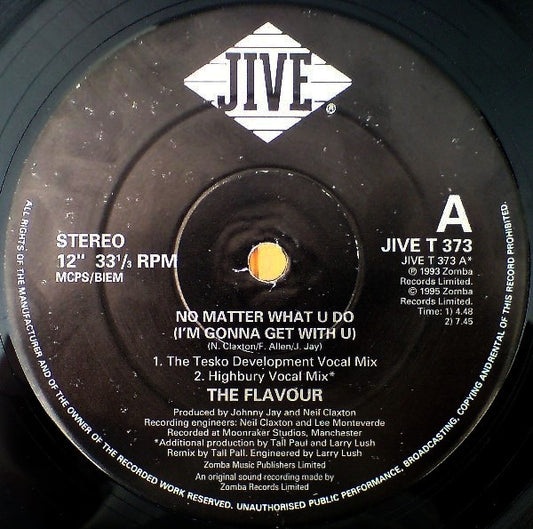 JIVE®
A
STEREO
12" 33⅓ RPM
MCPS/BIEM
JIVE T 373
JIVE T 373 A*
℗ 1993 Zomba
Records Limited.
© 1995 Zomba
Records Limited.
Time: 1) 4.48
2) 7.45
NO MATTER WHAT U DO
(I'M GONNA GET WITH U)
(N. Claxton/F. Allen/J. Jay)
1. The Tesko Development Vocal Mix
2. Highbury Vocal Mix*
THE FLAVOUR
Produced by Johnny Jay and Neil Claxton
Recording engineers: Neil Claxton and Lee Monteverde
Recorded at Moonraker Studios, Manchester
*Additional production by Tall Paul and Larry Lush
Remix by Tall Pall. Engineered by Larry Lush
Zomba Music Publishers Limited
An original sound recording made by
Zomba Records Limited
ALL RIGHTS OF THE MANUFACTURER AND OF THE OWNER OF THE RECORDED WORK RESERVED. UNAUTHORISED PUBLIC PERFORMANCE, BROADCASTING, COPYING AND RENTAL OF THIS RECORD PROHIBITED.